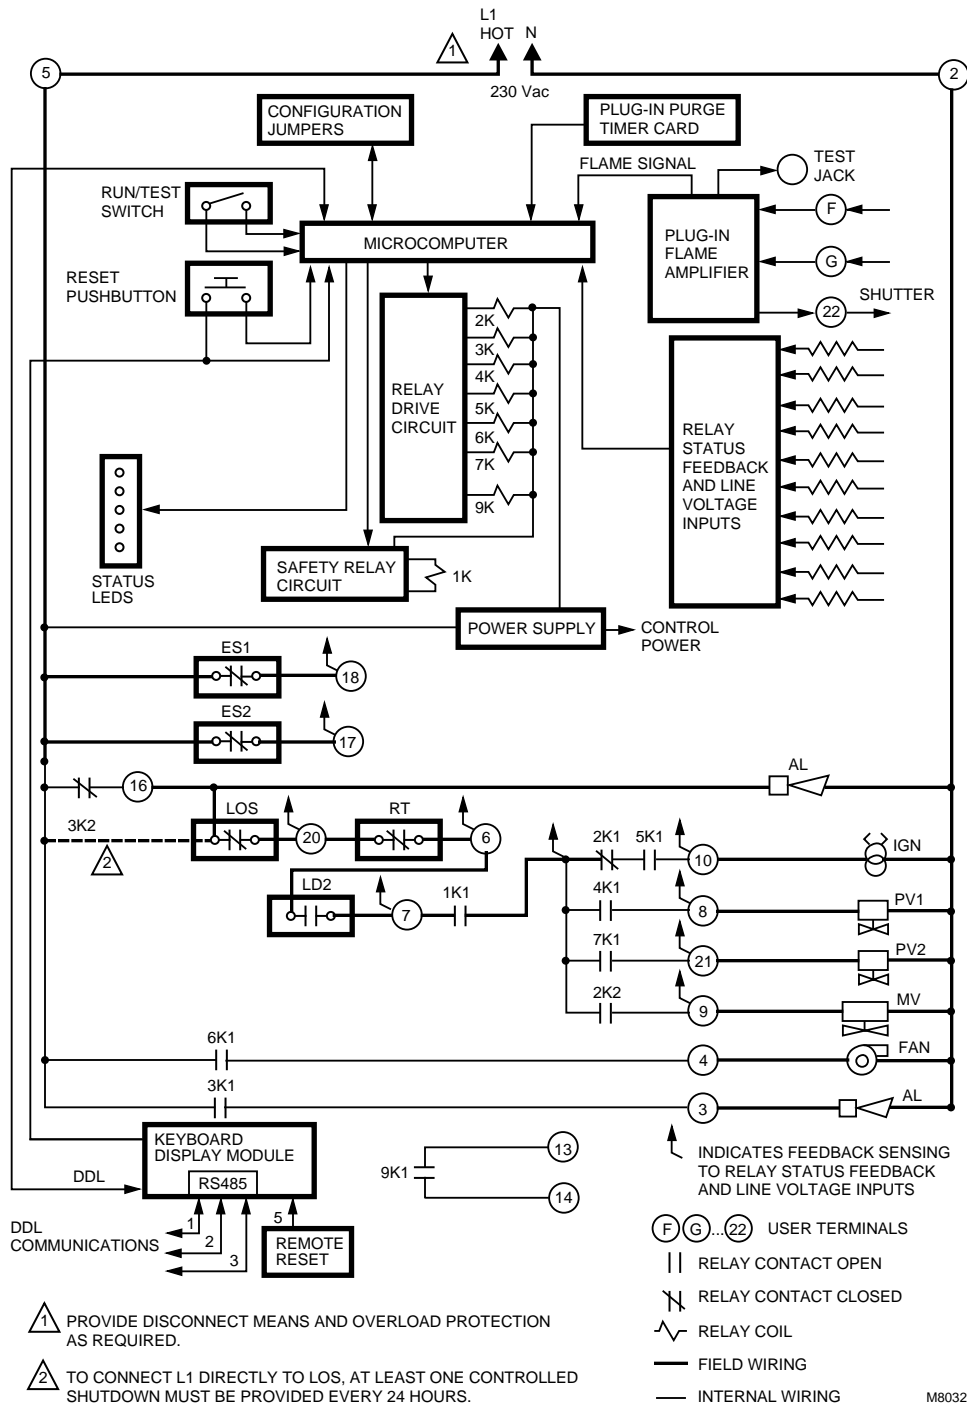 L1
HOT N
1
5
2
230 Vac
CONFIGURATION
JUMPERS
PLUG-IN PURGE
TIMER CARD
FLAME SIGNAL
TEST
JACK
RUN/TEST
SWITCH
MICROCOMPUTER
PLUG-IN
FLAME
AMPLIFIER
F
G
22
SHUTTER
RESET
PUSHBUTTON
RELAY
DRIVE
CIRCUIT
2K
3K
4K
5K
6K
7K
9K
RELAY
STATUS
FEEDBACK
AND LINE
VOLTAGE
INPUTS
STATUS
LEDS
SAFETY RELAY
CIRCUIT
1K
POWER SUPPLY
CONTROL
POWER
ES1
18
ES2
17
16
AL
3K2
2
LOS
20
RT
6
LD2
7
1K1
2K1
5K1
10
IGN
4K1
8
PV1
7K1
21
PV2
2K2
9
MV
6K1
4
FAN
3K1
3
AL
KEYBOARD
DISPLAY MODULE
RS485
DDL
DDL
COMMUNICATIONS
1
2
3
5
REMOTE
RESET
9K1
13
14
INDICATES FEEDBACK SENSING
TO RELAY STATUS FEEDBACK
AND LINE VOLTAGE INPUTS
F G ... 22 USER TERMINALS
RELAY CONTACT OPEN
RELAY CONTACT CLOSED
RELAY COIL
FIELD WIRING
INTERNAL WIRING
1 PROVIDE DISCONNECT MEANS AND OVERLOAD PROTECTION
AS REQUIRED.
2 TO CONNECT L1 DIRECTLY TO LOS, AT LEAST ONE CONTROLLED
SHUTDOWN MUST BE PROVIDED EVERY 24 HOURS.
M8032